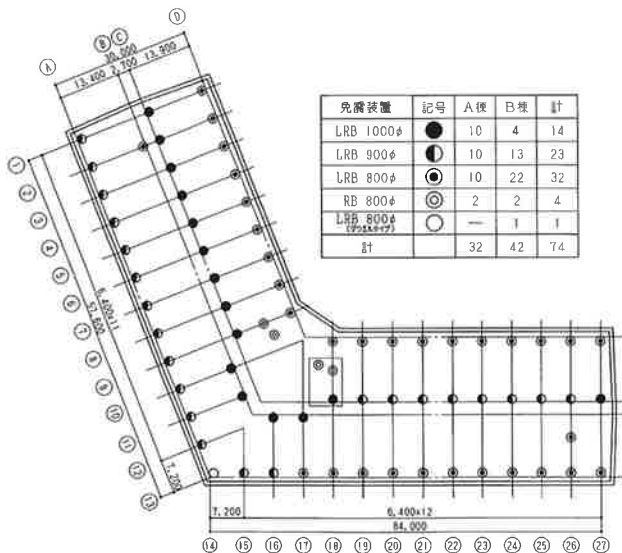 Ⓓ
Ⓑ Ⓒ
30,000
Ⓐ
13,400 2,700 13,900
免震装置 記号 A棟 B棟 計
LRB 1000φ ● 10 4 14
LRB 900φ ◐ 10 13 23
LRB 800φ ◉ 10 22 32
RB 800φ ◎ 2 2 4
LRB 800φ ○ — 1 1
計 32 42 74
①
②
③
④
⑤
⑥
⑦
⑧
⑨
⑩
⑪
⑫
⑬
6,400x11
57,600
7,200
7,200 6,400x12
84,000
⑭ ⑮ ⑯ ⑰ ⑱ ⑲ ⑳ ㉑ ㉒ ㉓ ㉔ ㉕ ㉖ ㉗